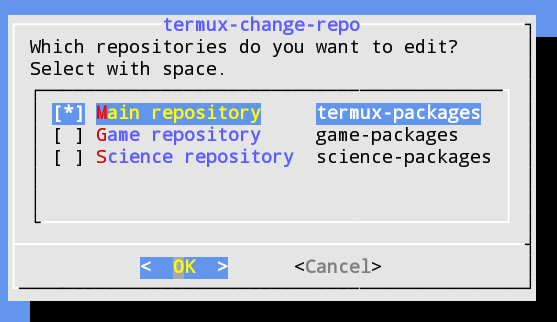 termux-change-repo
Which repositories do you want to edit?
Select with space.
[*] Main repository termux-packages
[ ] Game repository game-packages
[ ] Science repository science-packages
< OK > <Cancel>